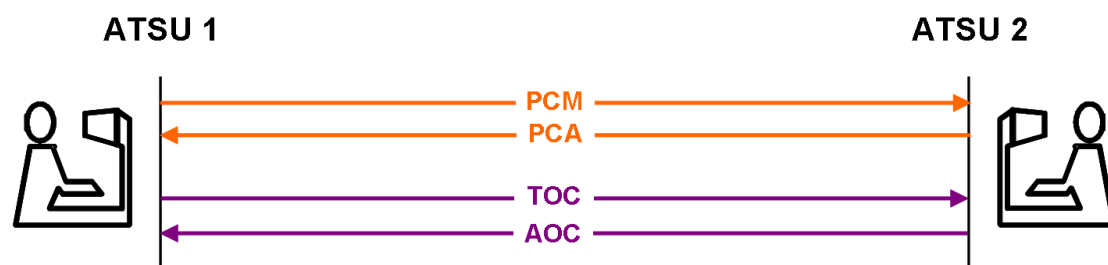 ATSU 1
ATSU 2
PCM
PCA
TOC
AOC